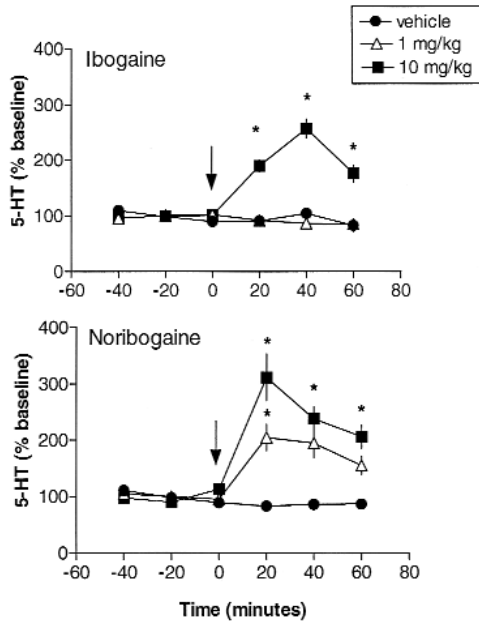 vehicle
1 mg/kg
10 mg/kg
Ibogaine
5-HT (% baseline)
400
300
200
100
0
* * *
-60 -40 -20 0 20 40 60 80
Noribogaine
5-HT (% baseline)
400
300
200
100
0
*
*
* *
-60 -40 -20 0 20 40 60 80
Time (minutes)